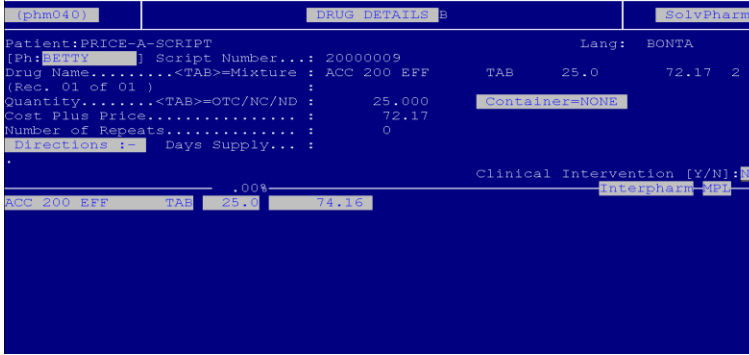 (phm040) DRUG DETAILS B SolvPharm
Patient:PRICE-A-SCRIPT Lang: BONTA
[Ph:BETTY ] Script Number...: 20000009
Drug Name.........<TAB>=Mixture : ACC 200 EFF TAB 25.0 72.17 2
(Rec. 01 of 01 ) :
Quantity........<TAB>=OTC/NC/ND : 25.000 Container=NONE
Cost Plus Price................ : 72.17
Number of Repeats.............. : 0
Directions :- Days Supply... :
.
Clinical Intervention [Y/N]:N
.00% Interpharm MPL
ACC 200 EFF TAB 25.0 74.16